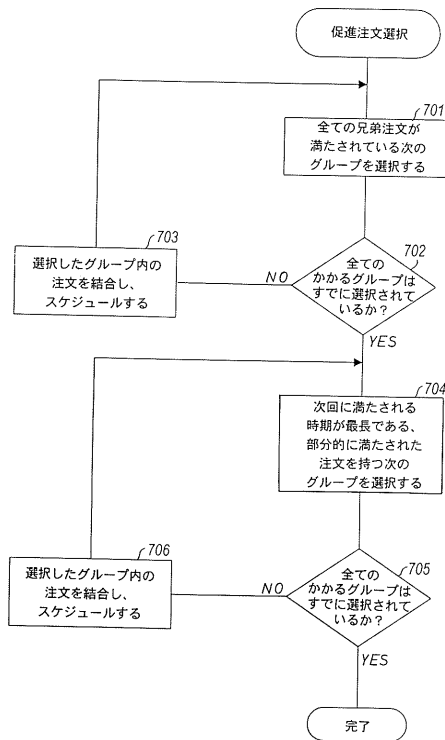 促進注文選択
701
全ての兄弟注文が
満たされている次の
グループを選択する
703
選択したグループ内の
注文を結合し、
スケジュールする
NO
702
全ての
かかるグループは
すでに選択されて
いるか？
YES
704
次回に満たされる
時期が最長である、
部分的に満たされた
注文を持つ次の
グループを選択する
706
選択したグループ内の
注文を結合し、
スケジュールする
NO
705
全ての
かかるグループは
すでに選択されて
いるか？
YES
完了